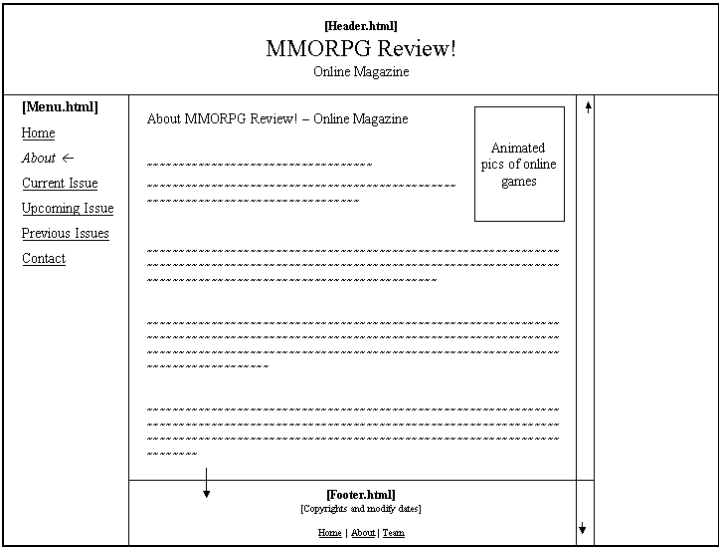 [Header.html]
MMORPG Review!
Online Magazine
[Menu.html]
Home
About ←
Current Issue
Upcoming Issue
Previous Issues
Contact
About MMORPG Review! – Online Magazine
Animated
pics of online
games
[Footer.html]
[Copyrights and modify dates]
Home | About | Team